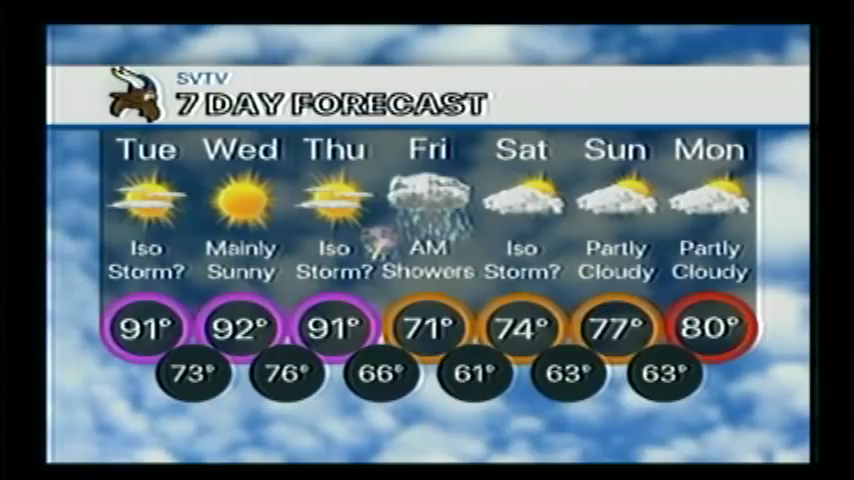 SVTV
7 DAY FORECAST
Tue Wed Thu Fri Sat Sun Mon
Iso Mainly Iso AM Iso Partly Partly
Storm? Sunny Storm? Showers Storm? Cloudy Cloudy
91° 92° 91° 71° 74° 77° 80°
73° 76° 66° 61° 63° 63°